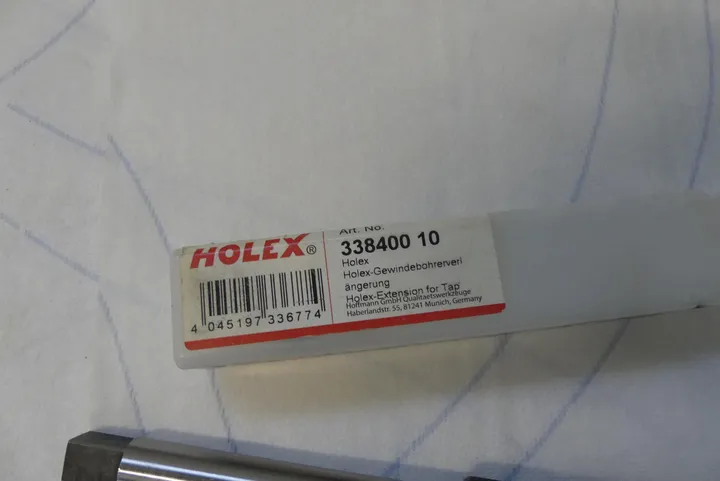 HOLEX®
4 045197 336774
Art. No.
338400 10
Holex
Holex-Gewindebohrerverl
ängerung
Holex-Extension for Tap
Hoffmann GmbH Qualitaetswerkzeuge
Haberlandstr. 55, 81241 Munich, Germany